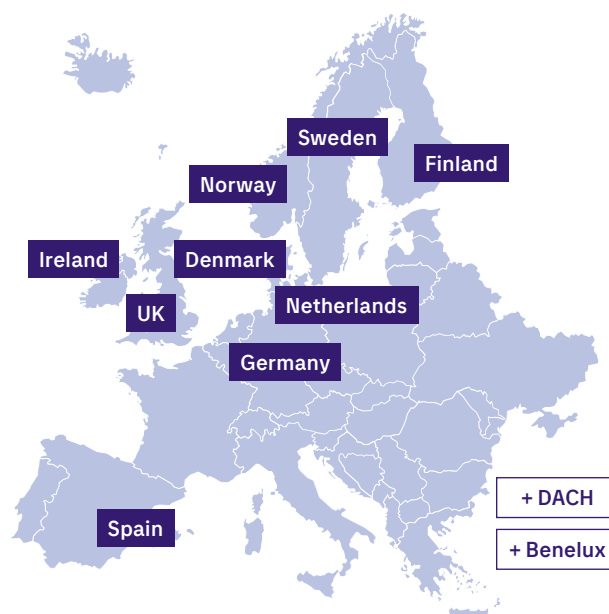 Sweden
Finland
Norway
Ireland
Denmark
Netherlands
UK
Germany
+ DACH
Spain
+ Benelux